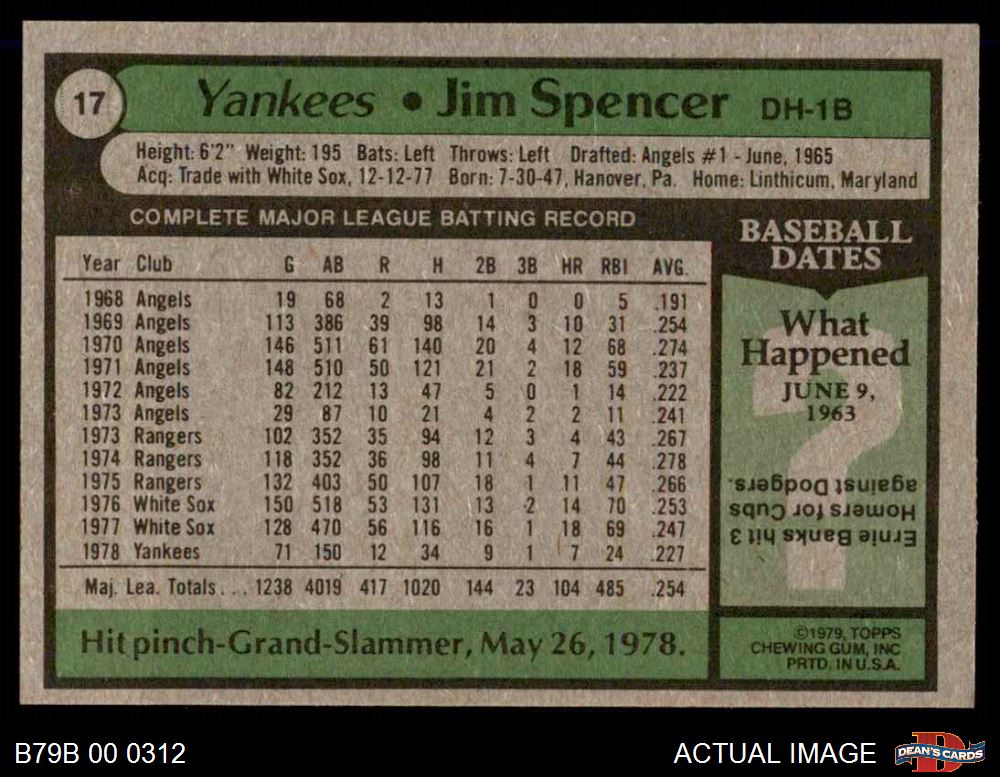 17
Yankees • Jim Spencer DH-1B
Height: 6'2" Weight: 195 Bats: Left Throws: Left Drafted: Angels #1 - June, 1965
Acq: Trade with White Sox, 12-12-77 Born: 7-30-47, Hanover, Pa. Home: Linthicum, Maryland
COMPLETE MAJOR LEAGUE BATTING RECORD
Year Club G AB R H 2B 3B HR RBI AVG.
1968 Angels 19 68 2 13 1 0 0 5 .191
1969 Angels 113 386 39 98 14 3 10 31 .254
1970 Angels 146 511 61 140 20 4 12 68 .274
1971 Angels 148 510 50 121 21 2 18 59 .237
1972 Angels 82 212 13 47 5 0 1 14 .222
1973 Angels 29 87 10 21 4 2 2 11 .241
1973 Rangers 102 352 35 94 12 3 4 43 .267
1974 Rangers 118 352 36 98 11 4 7 44 .278
1975 Rangers 132 403 50 107 18 1 11 47 .266
1976 White Sox 150 518 53 131 13 2 14 70 .253
1977 White Sox 128 470 56 116 16 1 18 69 .247
1978 Yankees 71 150 12 34 9 1 7 24 .227
Maj. Lea. Totals... 1238 4019 417 1020 144 23 104 485 .254
Hit pinch-Grand-Slammer, May 26, 1978.
BASEBALL
DATES
What
Happened
JUNE 9,
1963
?
Ernie Banks hit 3
Homers for Cubs
against Dodgers.
©1979, TOPPS
CHEWING GUM, INC
PRTD. IN U.S.A.
B79B 00 0312
ACTUAL IMAGE
D
DEAN'S CARDS